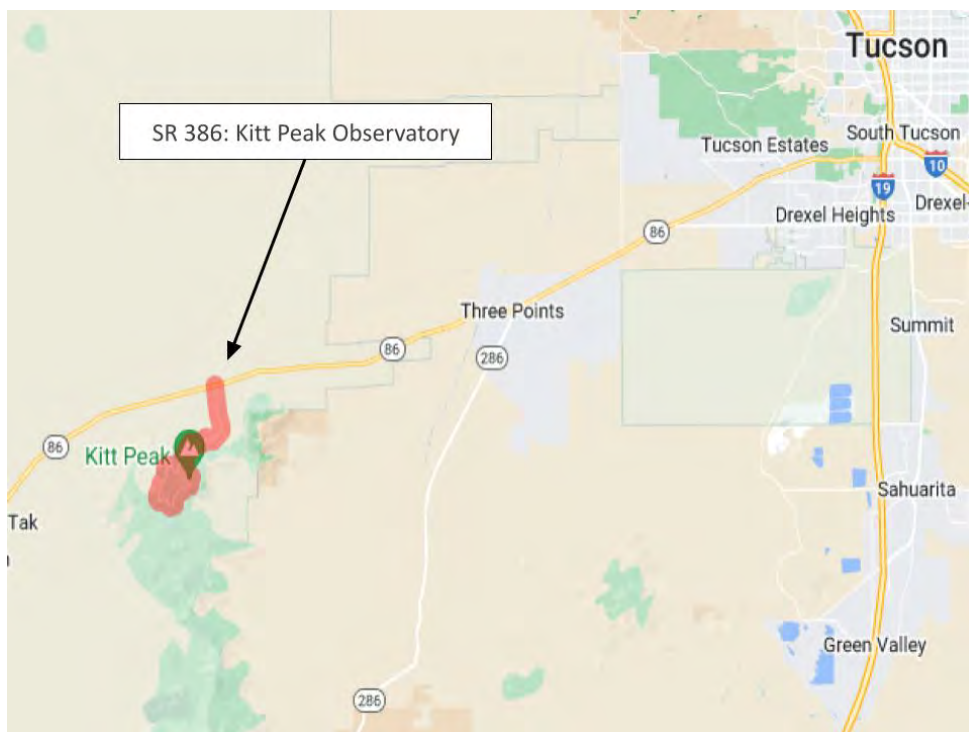 Tucson
SR 386: Kitt Peak Observatory
South Tucson
Tucson Estates
10
19
Drexel-
Drexel Heights
86
Three Points
Summit
86
286
86
Kitt Peak
Sahuarita
Tak
Green Valley
286